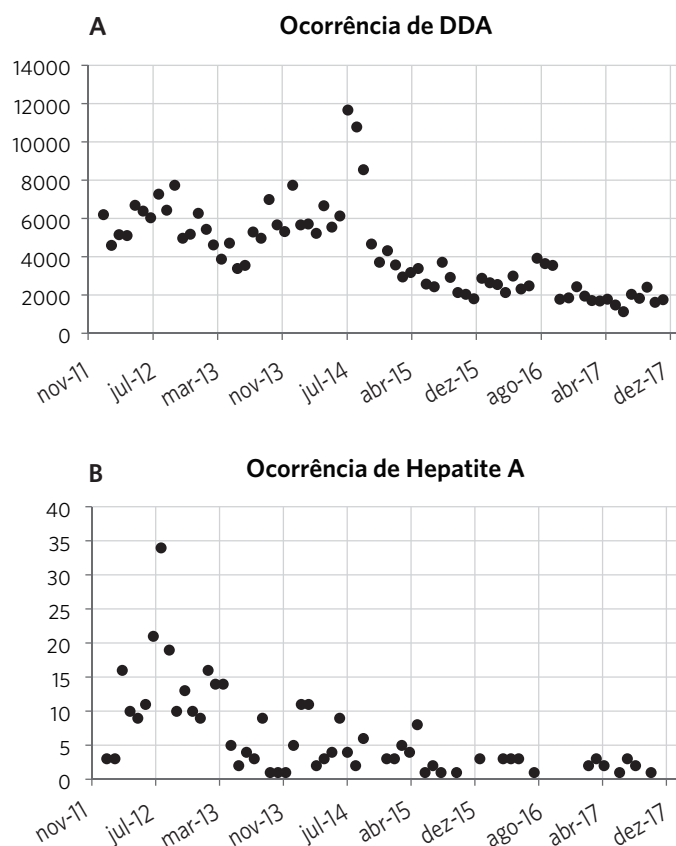 A
Ocorrência de DDA
14000
12000
10000
8000
6000
4000
2000
0
nov-11 jul-12 mar-13 nov-13 jul-14 abr-15 dez-15 ago-16 abr-17 dez-17
B
Ocorrência de Hepatite A
40
35
30
25
20
15
10
5
0
nov-11 jul-12 mar-13 nov-13 jul-14 abr-15 dez-15 ago-16 abr-17 dez-17